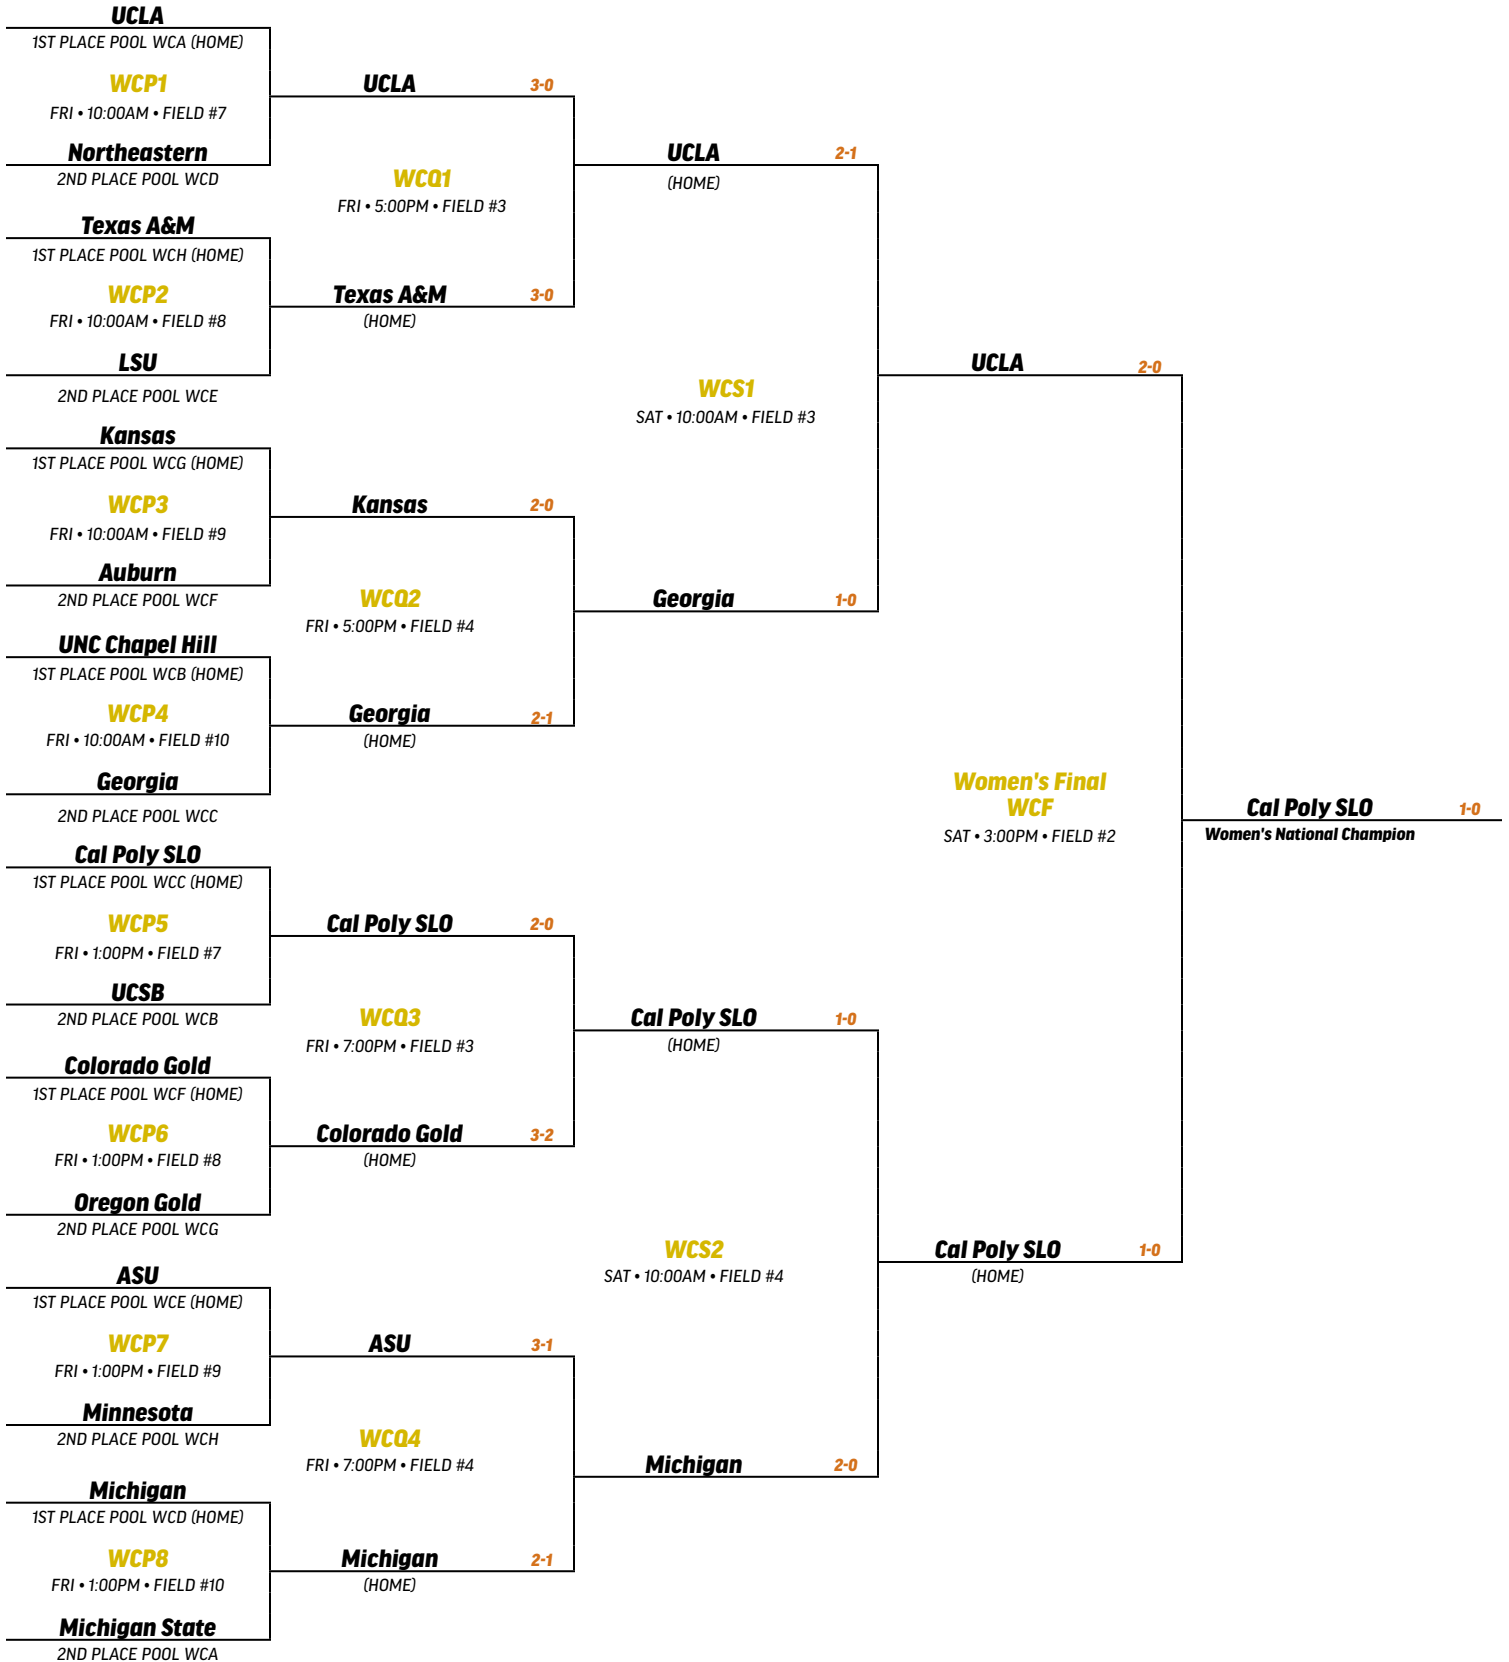 UCLA
1ST PLACE POOL WCA (HOME)
WCP1
FRI • 10:00AM • FIELD #7
Northeastern
2ND PLACE POOL WCD
Texas A&M
1ST PLACE POOL WCH (HOME)
WCP2
FRI • 10:00AM • FIELD #8
LSU
2ND PLACE POOL WCE
Kansas
1ST PLACE POOL WCG (HOME)
WCP3
FRI • 10:00AM • FIELD #9
Auburn
2ND PLACE POOL WCF
UNC Chapel Hill
1ST PLACE POOL WCB (HOME)
WCP4
FRI • 10:00AM • FIELD #10
Georgia
2ND PLACE POOL WCC
Cal Poly SLO
1ST PLACE POOL WCC (HOME)
WCP5
FRI • 1:00PM • FIELD #7
UCSB
2ND PLACE POOL WCB
Colorado Gold
1ST PLACE POOL WCF (HOME)
WCP6
FRI • 1:00PM • FIELD #8
Oregon Gold
2ND PLACE POOL WCG
ASU
1ST PLACE POOL WCE (HOME)
WCP7
FRI • 1:00PM • FIELD #9
Minnesota
2ND PLACE POOL WCH
Michigan
1ST PLACE POOL WCD (HOME)
WCP8
FRI • 1:00PM • FIELD #10
Michigan State
2ND PLACE POOL WCA
UCLA 3-0
WCQ1
FRI • 5:00PM • FIELD #3
Texas A&M 3-0
(HOME)
Kansas 2-0
WCQ2
FRI • 5:00PM • FIELD #4
Georgia 2-1
(HOME)
Cal Poly SLO 2-0
WCQ3
FRI • 7:00PM • FIELD #3
Colorado Gold 3-2
(HOME)
ASU 3-1
WCQ4
FRI • 7:00PM • FIELD #4
Michigan 2-1
(HOME)
UCLA 2-1
(HOME)
WCS1
SAT • 10:00AM • FIELD #3
Georgia 1-0
Cal Poly SLO 1-0
(HOME)
WCS2
SAT • 10:00AM • FIELD #4
Michigan 2-0
UCLA 2-0
Women's Final
WCF
SAT • 3:00PM • FIELD #2
Cal Poly SLO 1-0
(HOME)
Cal Poly SLO 1-0
Women's National Champion